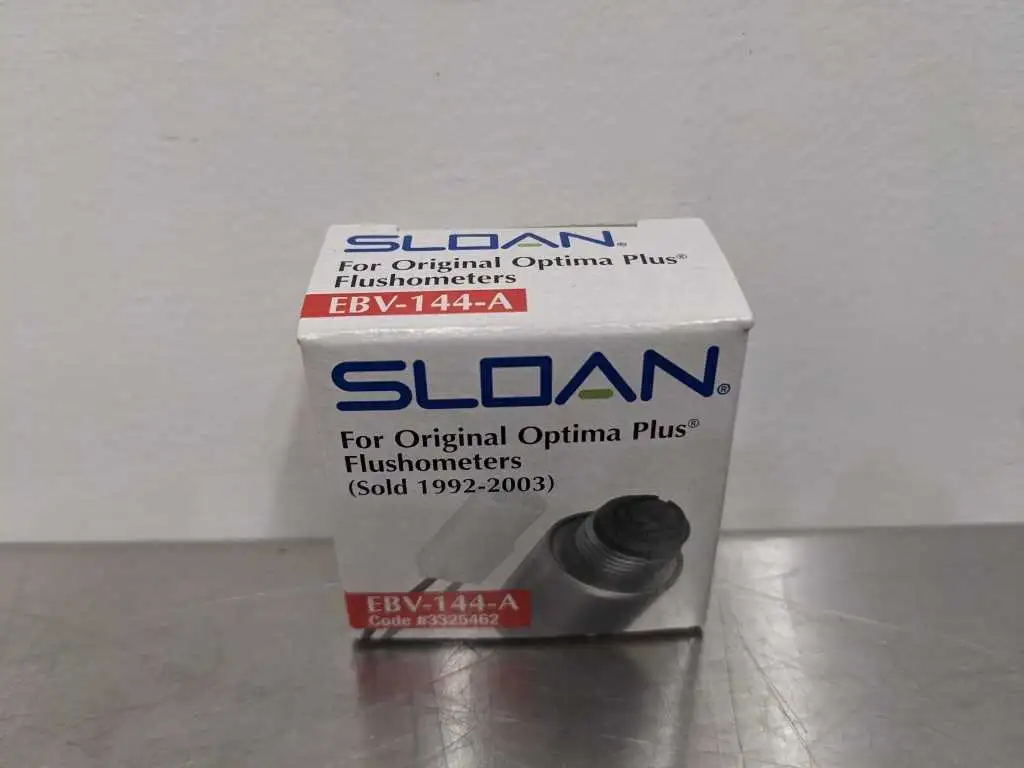 SLOAN®
For Original Optima Plus®
Flushometers
EBV-144-A
SLOAN®
For Original Optima Plus®
Flushometers
(Sold 1992-2003)
EBV-144-A
Code #3325462